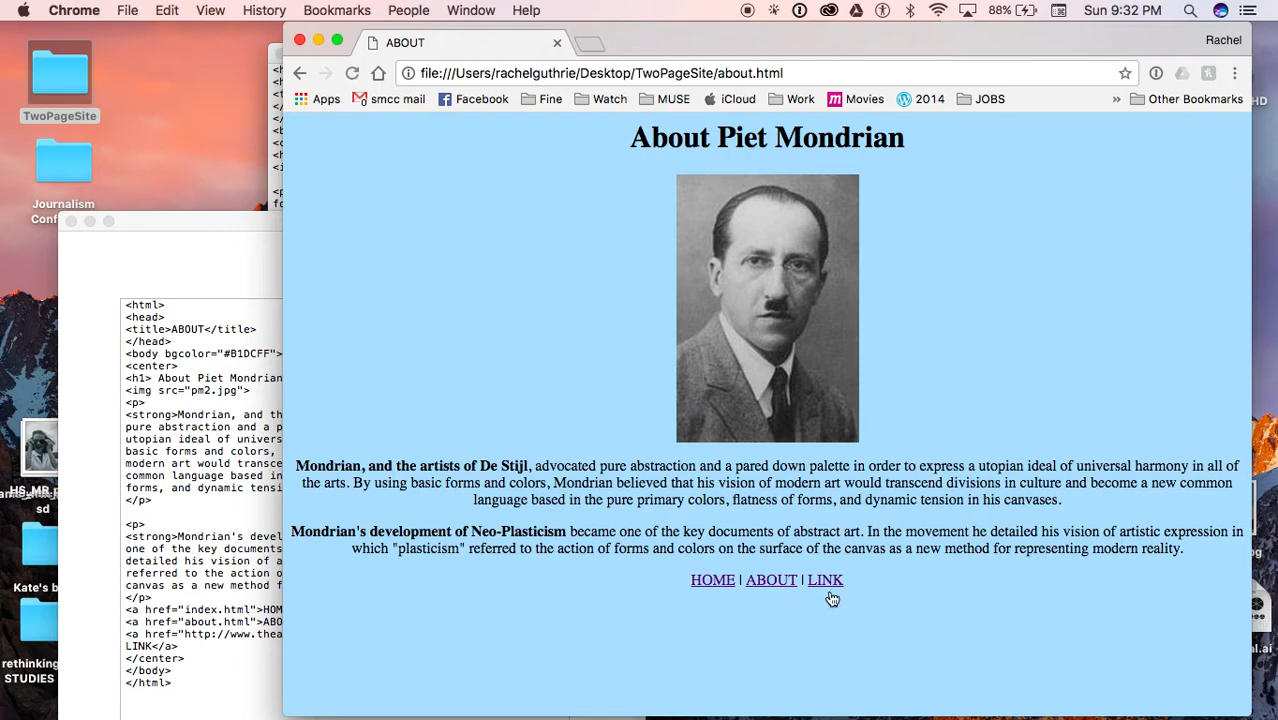 Chrome File Edit View History Bookmarks People Window Help 88% Sun 9:32 PM
ABOUT
Rachel
file:///Users/rachelguthrie/Desktop/TwoPageSite/about.html
Apps smcc mail Facebook Fine Watch MUSE iCloud Work Movies 2014 JOBS » Other Bookmarks
TwoPageSite
Journalism
About Piet Mondrian
<html>
<head>
<title>ABOUT</title>
</head>
<body bgcolor="#B1DCFF">
<center>
<h1> About Piet Mondrian
<img src="pm2.jpg">
<p>
<strong>Mondrian, and the
pure abstraction and a p
utopian ideal of univers
basic forms and colors,
modern art would transce
common language based in
forms, and dynamic tensi
</p>
<p>
<strong>Mondrian's devel
one of the key documents
detailed his vision of a
referred to the action o
canvas as a new method f
</p>
<a href="index.html">HOM
<a href="about.html">ABO
<a href="http://www.thea
LINK</a>
</center>
</body>
</html>
Mondrian, and the artists of De Stijl, advocated pure abstraction and a pared down palette in order to express a utopian ideal of universal harmony in all of
the arts. By using basic forms and colors, Mondrian believed that his vision of modern art would transcend divisions in culture and become a new common
language based in the pure primary colors, flatness of forms, and dynamic tension in his canvases.
Mondrian's development of Neo-Plasticism became one of the key documents of abstract art. In the movement he detailed his vision of artistic expression in
which "plasticism" referred to the action of forms and colors on the surface of the canvas as a new method for representing modern reality.
HOME | ABOUT | LINK
sd
Kate's b
rethinking
STUDIES
HD
al.ai